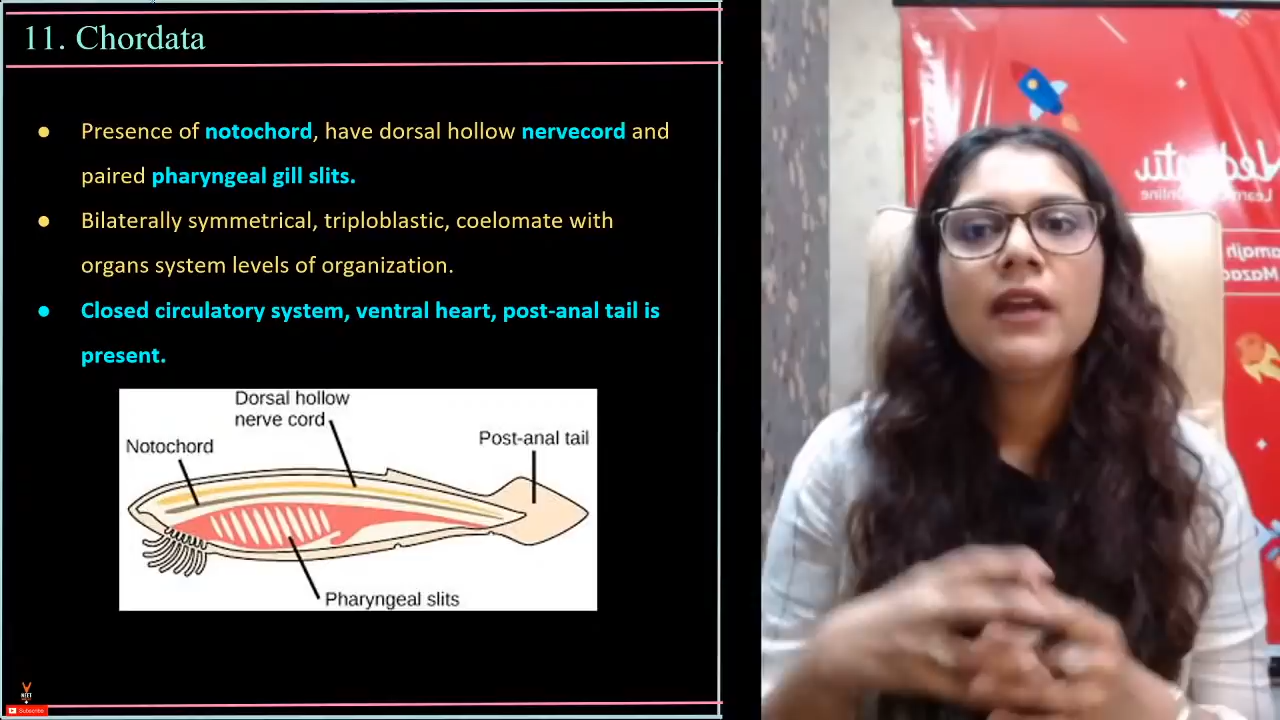 11. Chordata
● Presence of notochord, have dorsal hollow nervecord and
paired pharyngeal gill slits.
● Bilaterally symmetrical, triploblastic, coelomate with
organs system levels of organization.
● Closed circulatory system, ventral heart, post-anal tail is
present.
Dorsal hollow
nerve cord
Notochord
Post-anal tail
Pharyngeal slits
NEET
Subscribe